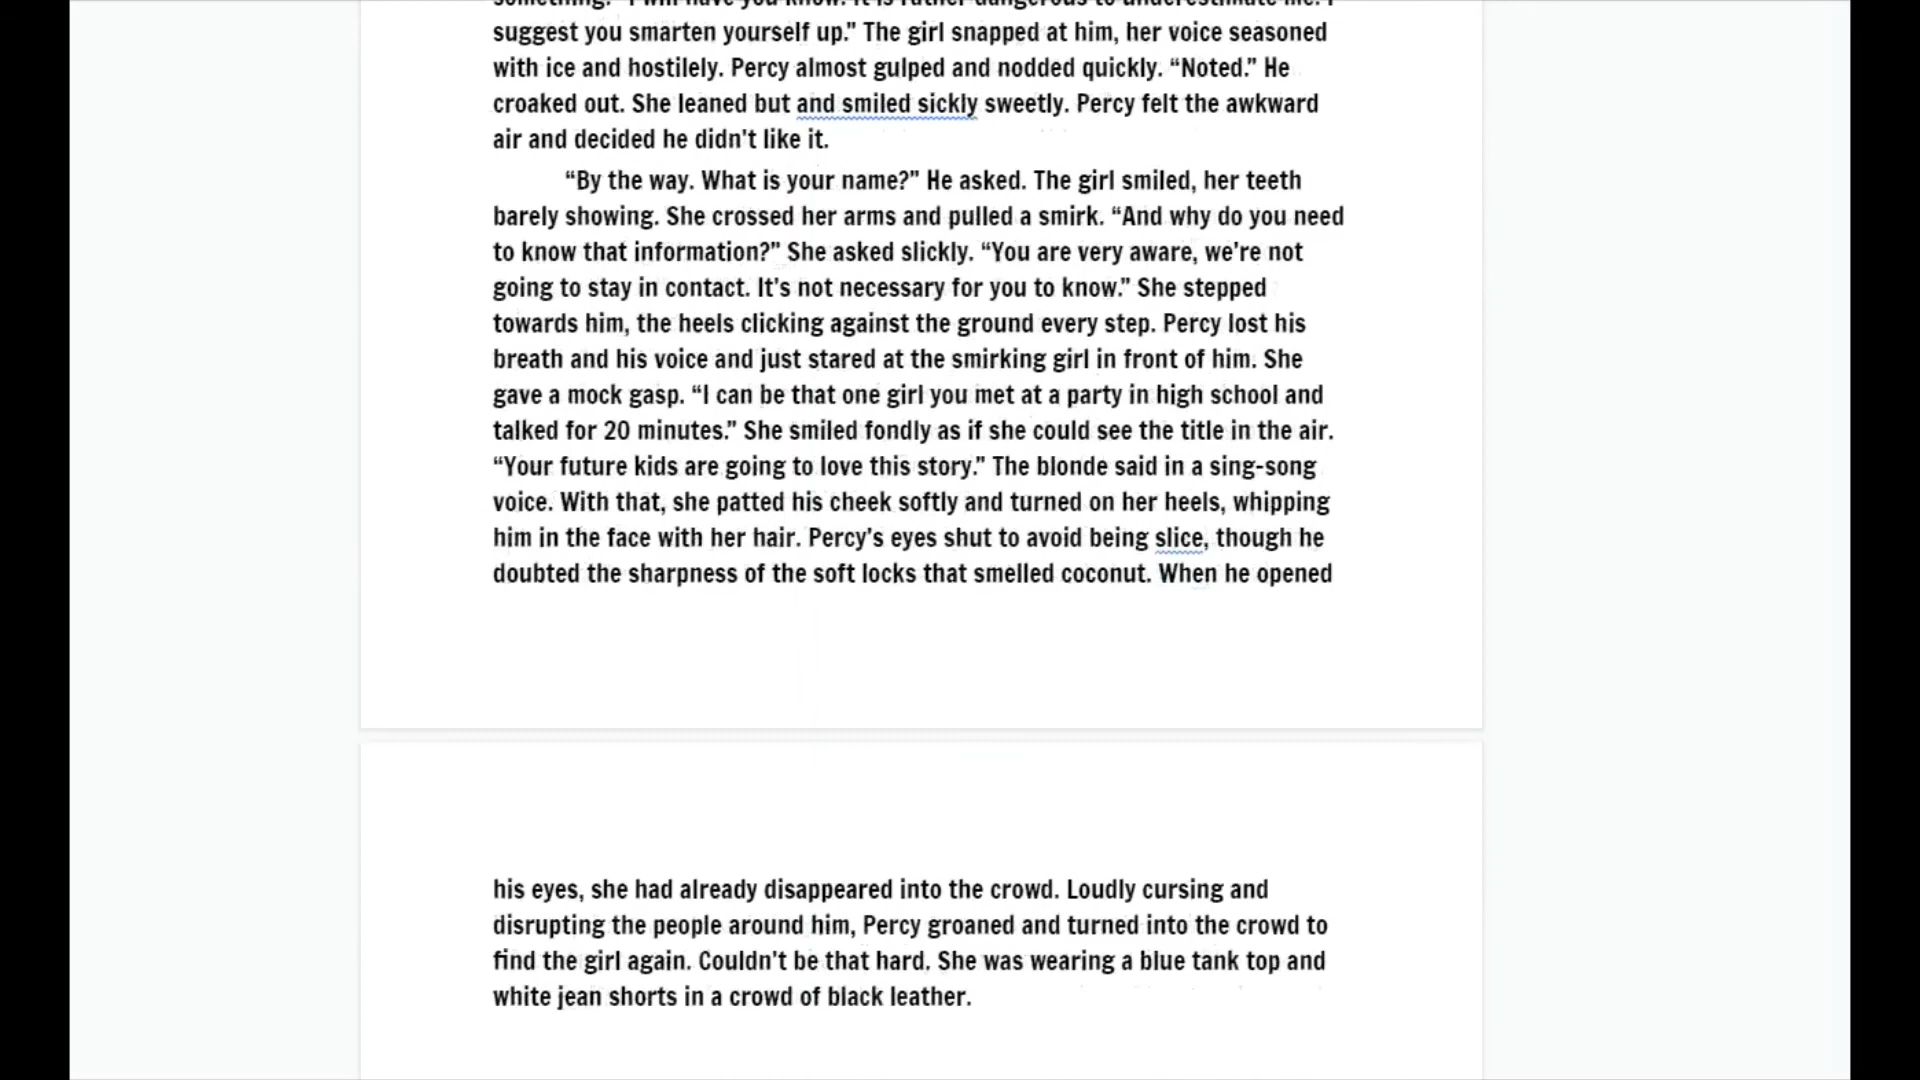 something." "I will have you know. It is rather dangerous to underestimate me. I
suggest you smarten yourself up." The girl snapped at him, her voice seasoned
with ice and hostilely. Percy almost gulped and nodded quickly. “Noted.” He
croaked out. She leaned but and smiled sickly sweetly. Percy felt the awkward
air and decided he didn't like it.
“By the way. What is your name?” He asked. The girl smiled, her teeth
barely showing. She crossed her arms and pulled a smirk. “And why do you need
to know that information?” She asked slickly. “You are very aware, we're not
going to stay in contact. It's not necessary for you to know.” She stepped
towards him, the heels clicking against the ground every step. Percy lost his
breath and his voice and just stared at the smirking girl in front of him. She
gave a mock gasp. “I can be that one girl you met at a party in high school and
talked for 20 minutes.” She smiled fondly as if she could see the title in the air.
“Your future kids are going to love this story.” The blonde said in a sing-song
voice. With that, she patted his cheek softly and turned on her heels, whipping
him in the face with her hair. Percy's eyes shut to avoid being slice, though he
doubted the sharpness of the soft locks that smelled coconut. When he opened
his eyes, she had already disappeared into the crowd. Loudly cursing and
disrupting the people around him, Percy groaned and turned into the crowd to
find the girl again. Couldn't be that hard. She was wearing a blue tank top and
white jean shorts in a crowd of black leather.